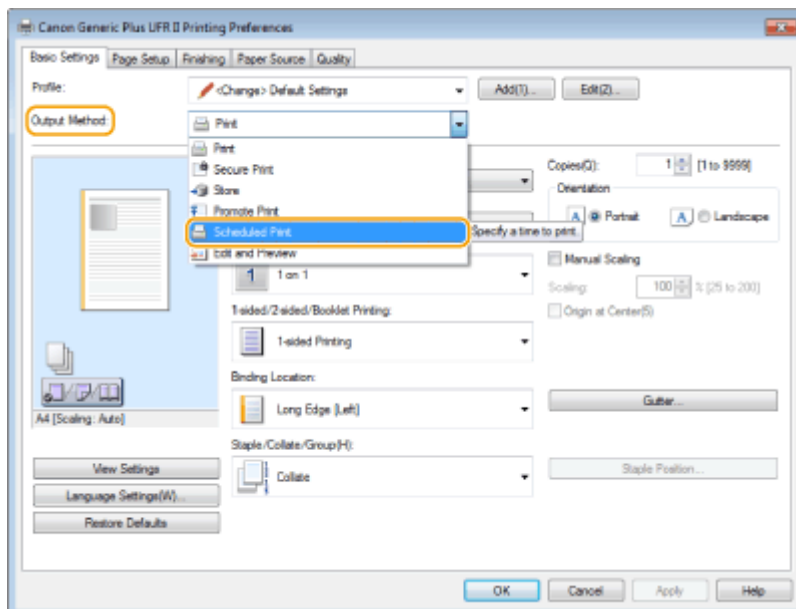 Canon Generic Plus UFR II Printing Preferences
Basic Settings Page Setup Finishing Paper Source Quality
Profile: <Change> Default Settings Add(1)... Edit(2)...
Output Method: Print
Print
Secure Print
Store
Promote Print
Scheduled Print
Specify a time to print.
Edit and Preview
Copies(Q): 1 [1 to 9999]
Orientation
A Portrait A Landscape
1 1 on 1
Manual Scaling
Scaling: 100 % [25 to 200]
Origin at Center(5)
1-sided/2-sided/Booklet Printing:
1-sided Printing
Binding Location:
Long Edge [Left]
Gutter...
A4 [Scaling: Auto]
Staple/Collate/Group(H):
Collate
Staple Position...
View Settings
Language Settings(W)...
Restore Defaults
OK Cancel Apply Help